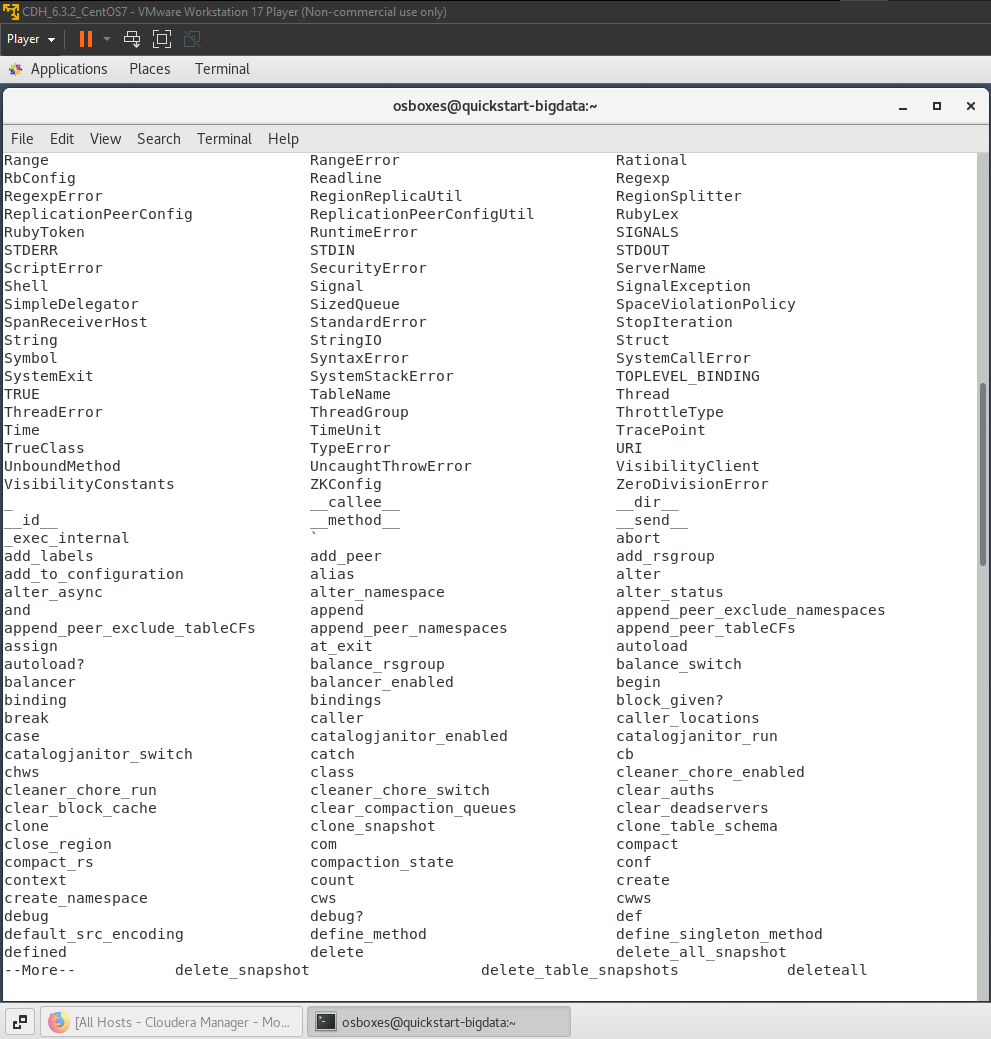 CDH_6.3.2_CentOS7 - VMware Workstation 17 Player (Non-commercial use only)
Player
Applications Places Terminal
osboxes@quickstart-bigdata:~
File Edit View Search Terminal Help
Range RangeError Rational
RbConfig Readline Regexp
RegexpError RegionReplicaUtil RegionSplitter
ReplicationPeerConfig ReplicationPeerConfigUtil RubyLex
RubyToken RuntimeError SIGNALS
STDERR STDIN STDOUT
ScriptError SecurityError ServerName
Shell Signal SignalException
SimpleDelegator SizedQueue SpaceViolationPolicy
SpanReceiverHost StandardError StopIteration
String StringIO Struct
Symbol SyntaxError SystemCallError
SystemExit SystemStackError TOPLEVEL_BINDING
TRUE TableName Thread
ThreadError ThreadGroup ThrottleType
Time TimeUnit TracePoint
TrueClass TypeError URI
UnboundMethod UncaughtThrowError VisibilityClient
VisibilityConstants ZKConfig ZeroDivisionError
_ __callee__ __dir__
__id__ __method__ __send__
_exec_internal ` abort
add_labels add_peer add_rsgroup
add_to_configuration alias alter
alter_async alter_namespace alter_status
and append append_peer_exclude_namespaces
append_peer_exclude_tableCFs append_peer_namespaces append_peer_tableCFs
assign at_exit autoload
autoload? balance_rsgroup balance_switch
balancer balancer_enabled begin
binding bindings block_given?
break caller caller_locations
case catalogjanitor_enabled catalogjanitor_run
catalogjanitor_switch catch cb
chws class cleaner_chore_enabled
cleaner_chore_run cleaner_chore_switch clear_auths
clear_block_cache clear_compaction_queues clear_deadservers
clone clone_snapshot clone_table_schema
close_region com compact
compact_rs compaction_state conf
context count create
create_namespace cws cwws
debug debug? def
default_src_encoding define_method define_singleton_method
defined delete delete_all_snapshot
--More-- delete_snapshot delete_table_snapshots deleteall
[All Hosts - Cloudera Manager - Mo... osboxes@quickstart-bigdata:~